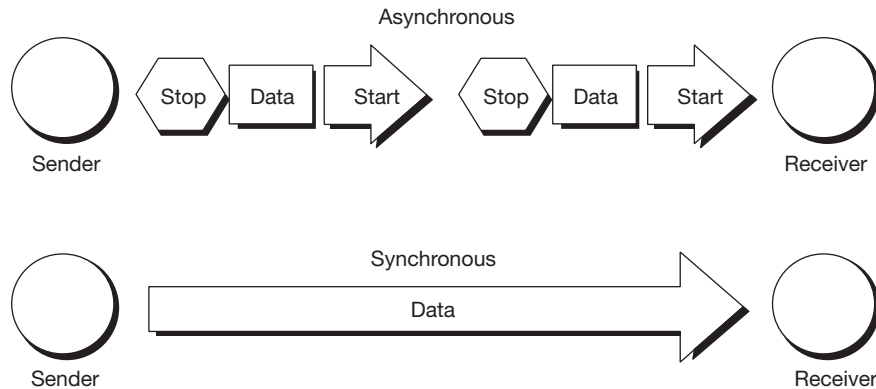 Asynchronous
Stop Data Start Stop Data Start
Sender Receiver
Synchronous
Data
Sender Receiver